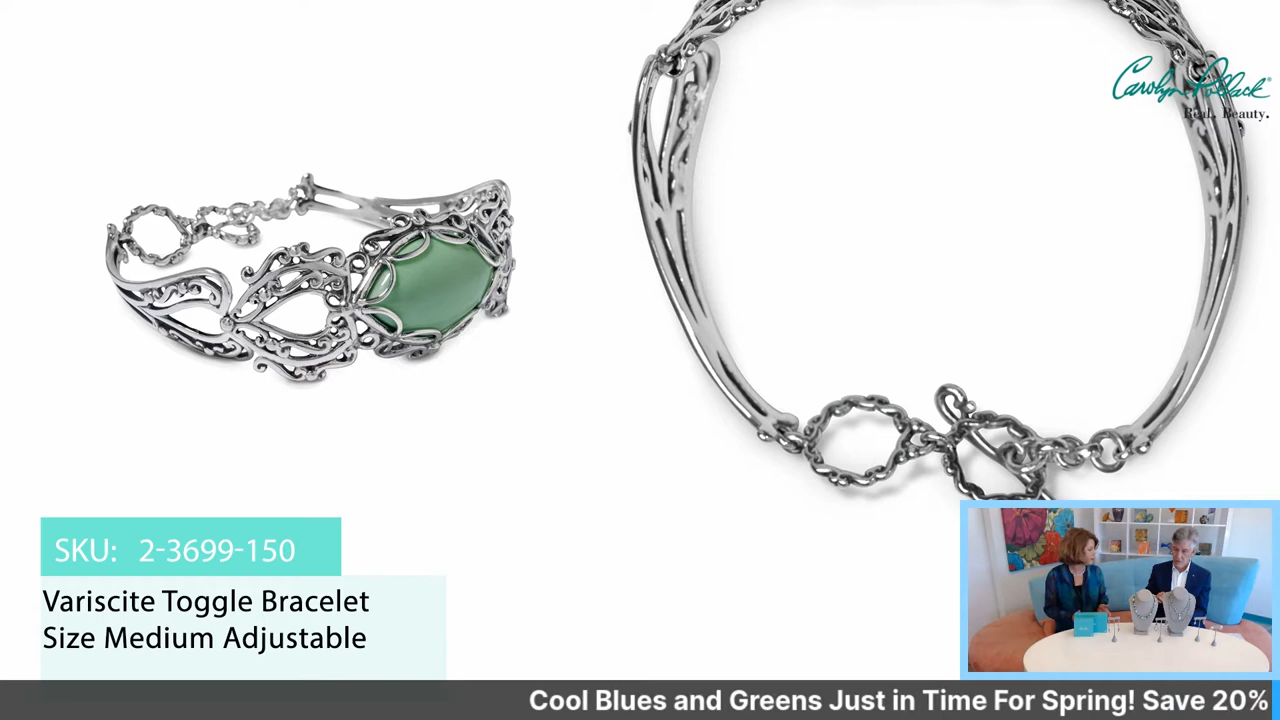 Carolyn Pollack
Real. Beauty.
SKU: 2-3699-150
Variscite Toggle Bracelet
Size Medium Adjustable
Cool Blues and Greens Just in Time For Spring! Save 20%